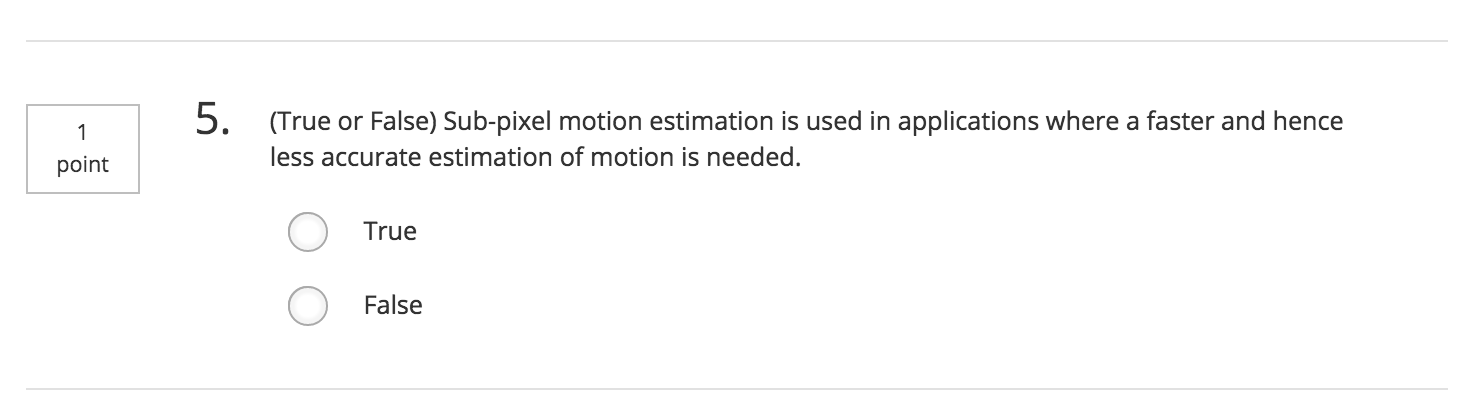 1
point
5.
(True or False) Sub-pixel motion estimation is used in applications where a faster and hence
less accurate estimation of motion is needed.
True
False